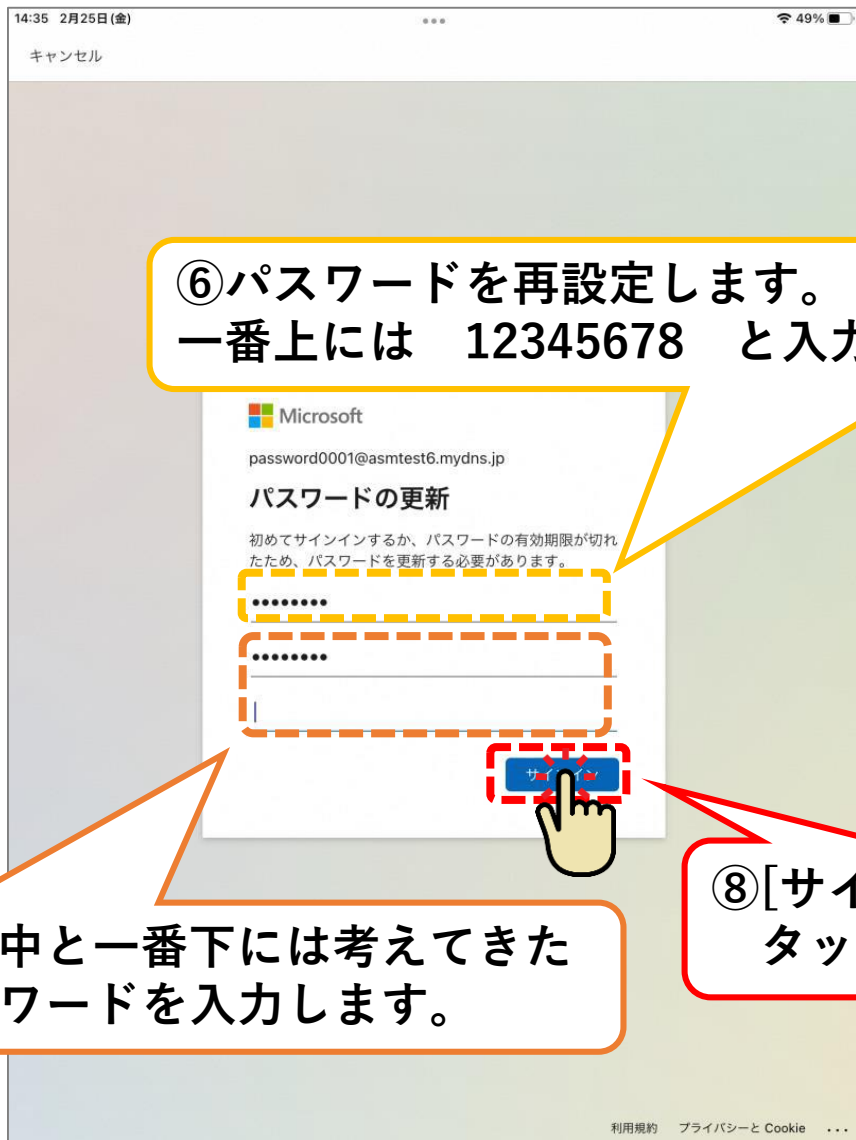 14:35 2月25日(金)
49%
キャンセル
⑥パスワードを再設定します。
一番上には 12345678 と入力
Microsoft
password0001@asmtest6.mydns.jp
パスワードの更新
初めてサインインするか、パスワードの有効期限が切れ
たため、パスワードを更新する必要があります。
サインイン
⑧[サイ
タッ
中と一番下には考えてきた
ワードを入力します。
利用規約 プライバシーと Cookie ...